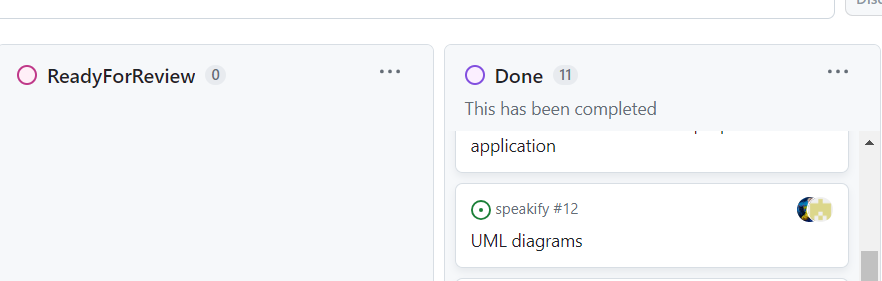 ReadyForReview 0
Done 11
This has been completed
application
speakify #12
UML diagrams